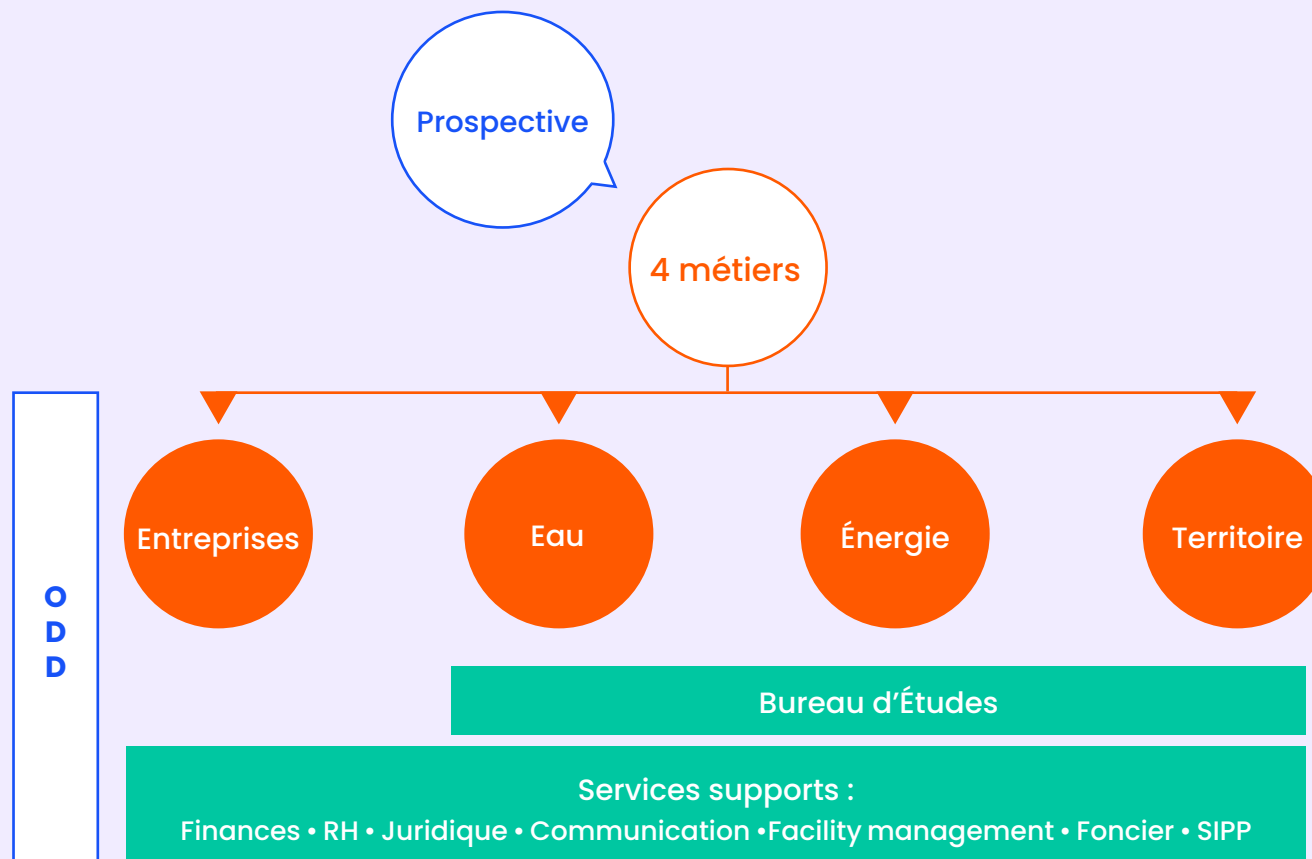 Prospective
4 métiers
Entreprises
Eau
Énergie
Territoire
O
D
D
Bureau d’Études
Services supports :
Finances • RH • Juridique • Communication •Facility management • Foncier • SIPP